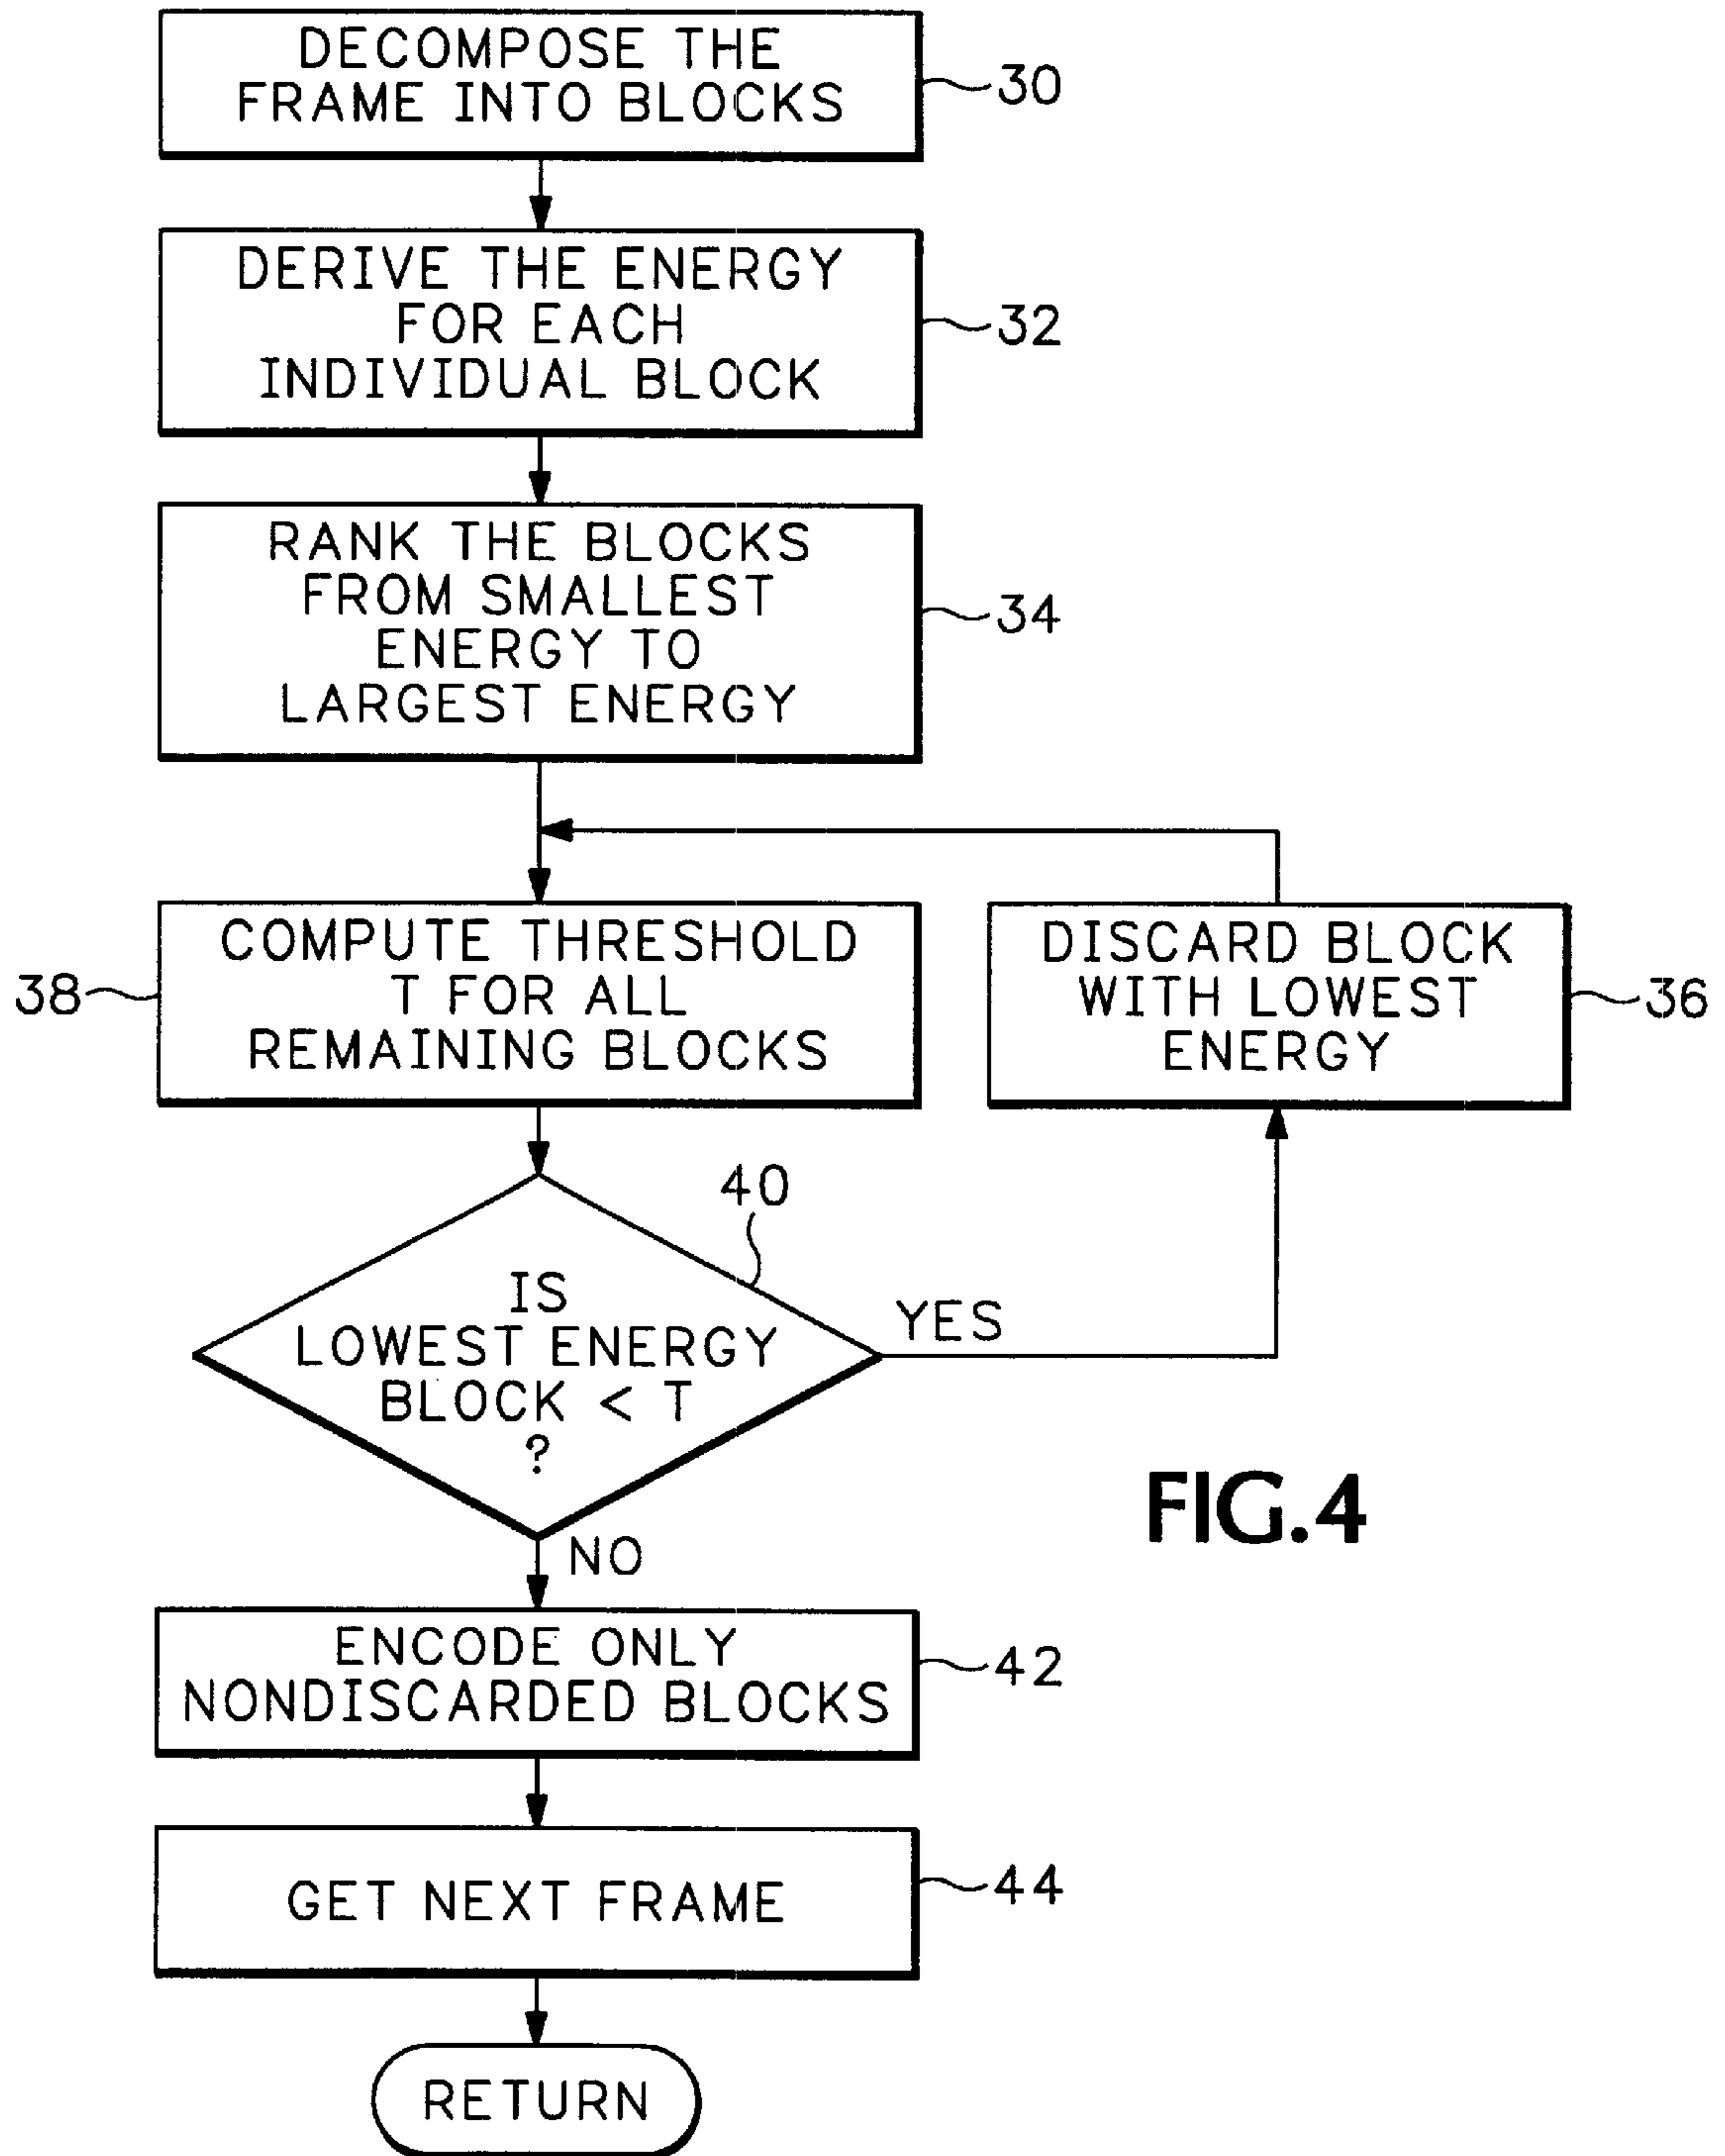 DECOMPOSE THE
FRAME INTO BLOCKS
30
DERIVE THE ENERGY
FOR EACH
INDIVIDUAL BLOCK
32
RANK THE BLOCKS
FROM SMALLEST
ENERGY TO
LARGEST ENERGY
34
38
COMPUTE THRESHOLD
T FOR ALL
REMAINING BLOCKS
DISCARD BLOCK
WITH LOWEST
ENERGY
36
40
IS
LOWEST ENERGY
BLOCK < T
?
YES
NO
FIG.4
ENCODE ONLY
NONDISCARDED BLOCKS
42
GET NEXT FRAME
44
RETURN